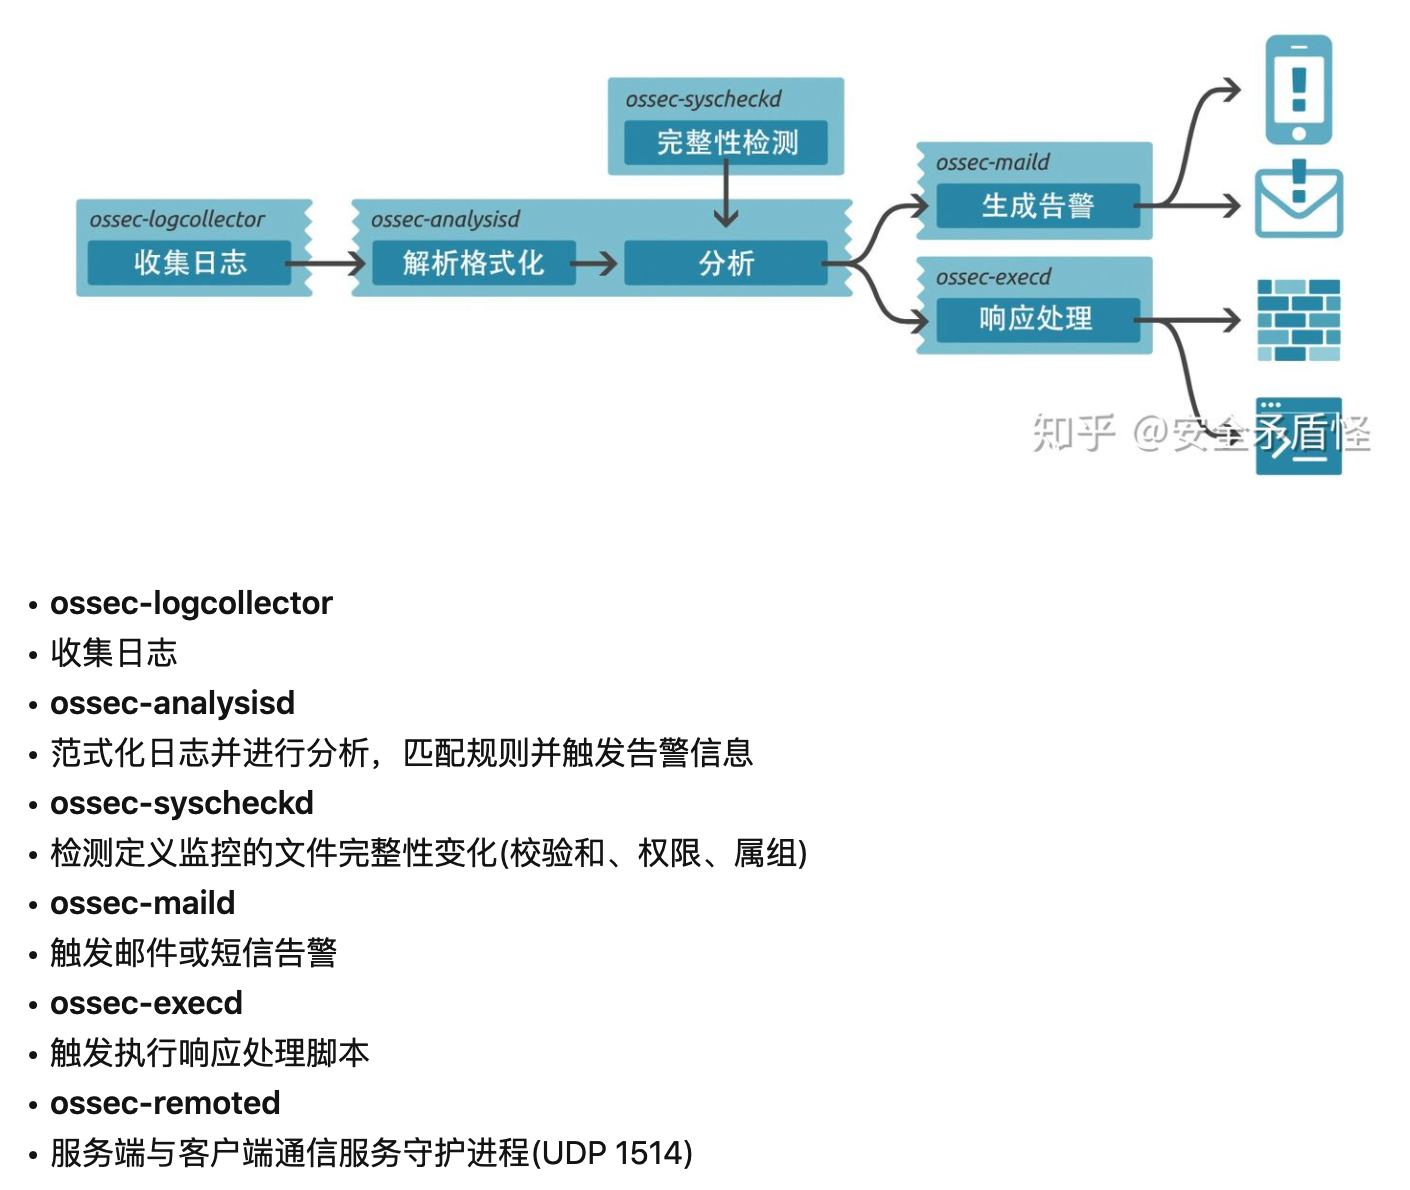 ossec-syscheckd
完整性检测
ossec-maild
生成告警
ossec-logcollector
收集日志
ossec-analysisd
解析格式化
分析
ossec-execd
响应处理
知乎 @安全矛盾怪
• ossec-logcollector
• 收集日志
• ossec-analysisd
• 范式化日志并进行分析，匹配规则并触发告警信息
• ossec-syscheckd
• 检测定义监控的文件完整性变化(校验和、权限、属组)
• ossec-maild
• 触发邮件或短信告警
• ossec-execd
• 触发执行响应处理脚本
• ossec-remoted
• 服务端与客户端通信服务守护进程(UDP 1514)